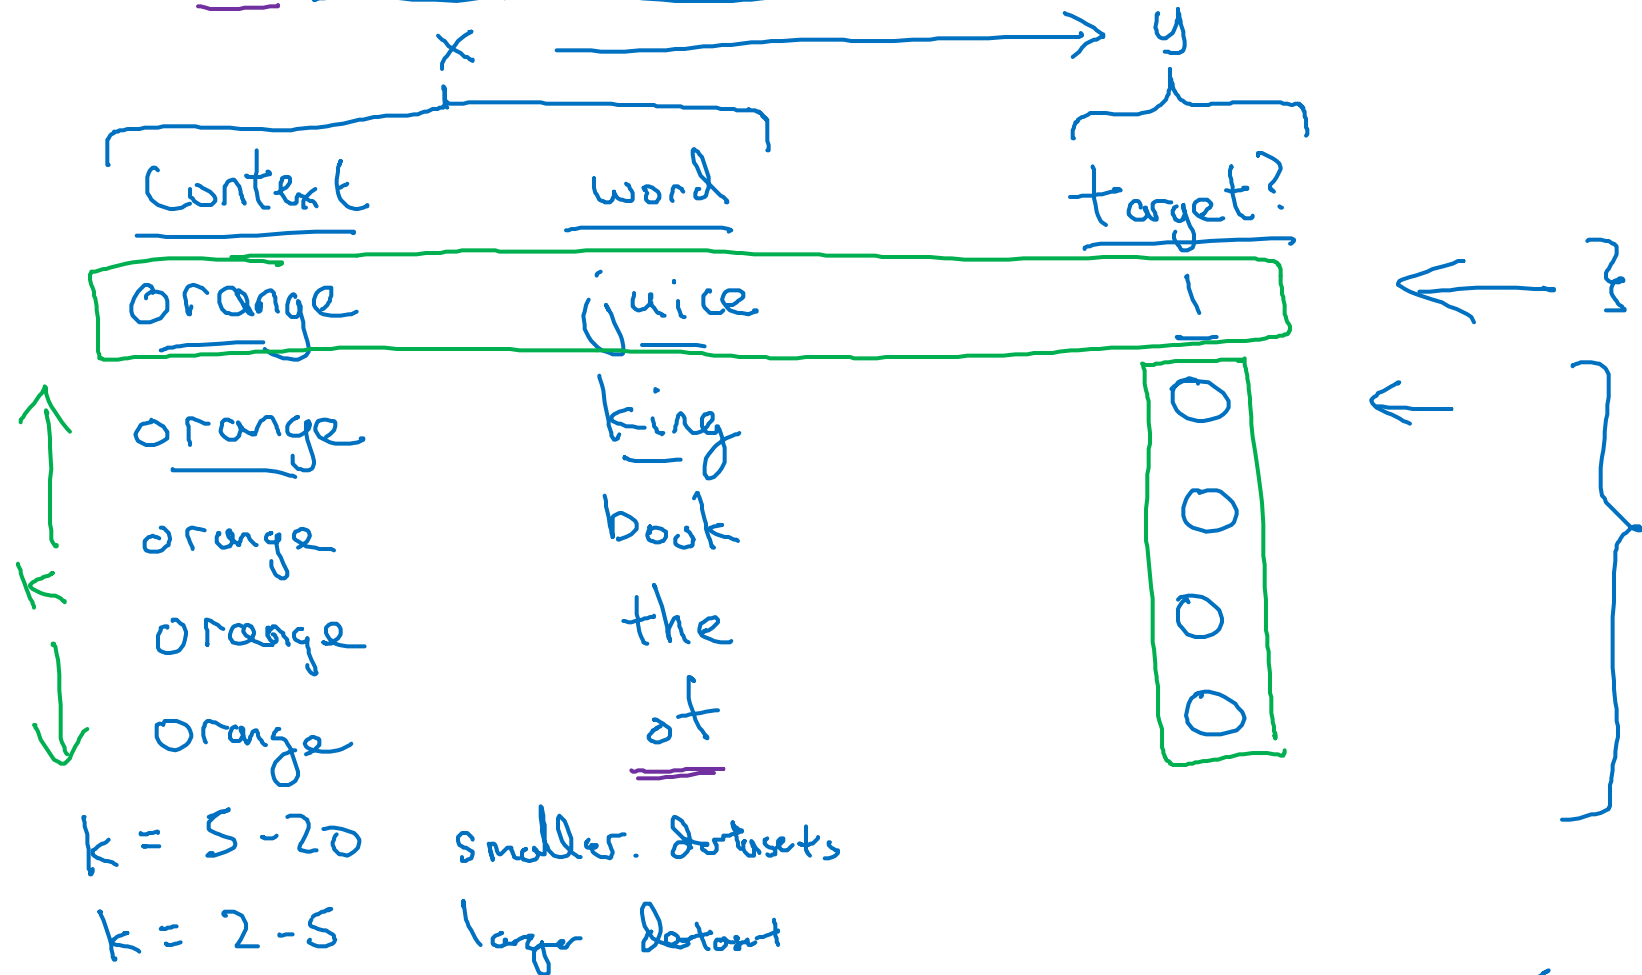 x → y
Context word target?
orange juice 1
orange king 0
k
orange book 0
orange the 0
orange of 0
k = 5-20 smaller. datasets
k = 2-5 larger dataset